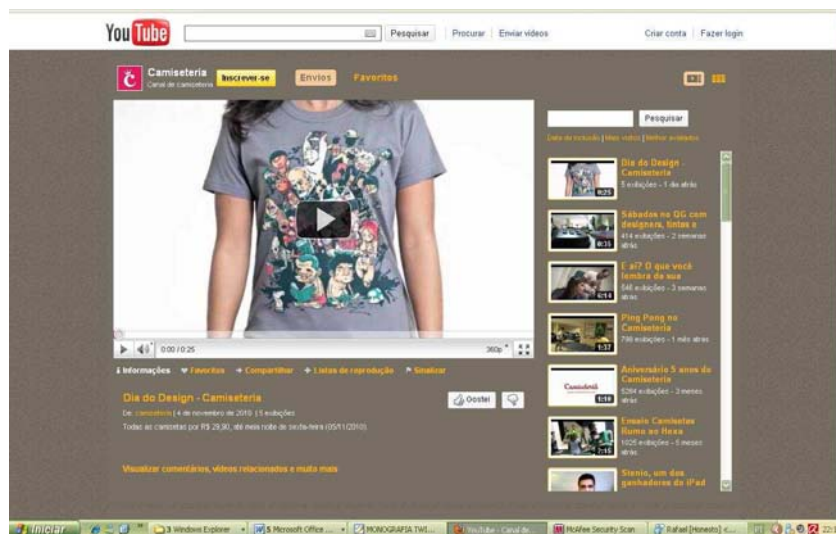 YouTube
Pesquisar
Procurar | Enviar vídeos
Criar conta | Fazer login
Camiseteria
Canal de camiseteria
Inscrever-se
Envios
Favoritos
0:00 / 0:25
360p
Informações
Favoritos
Compartilhar
Listas de reprodução
Sinalizar
Dia do Design - Camiseteria
De: camiseteria | 4 de novembro de 2010 | 5 exibições
Todas as camisetas por R$ 29,90, até meia noite de sexta-feira (05/11/2010).
Gostei
Visualizar comentários, vídeos relacionados e muito mais
Pesquisar
Data de inclusão | Mais vistos | Melhor avaliados
0:25
Dia do Design -
Camiseteria
5 exibições - 1 dia atrás
0:35
Sábados no QG com
designers, tintas e
414 exibições - 2 semanas
atrás
6:14
E aí? O que você
lembra da sua
546 exibições - 3 semanas
atrás
1:37
Ping Pong na
Camiseteria
798 exibições - 1 mês atrás
Camiseteria
1:10
Aniversário 5 anos da
Camiseteria
5264 exibições - 3 meses
atrás
2:15
Ensaio Camisetas
Rumo ao Hexa
1025 exibições - 5 meses
atrás
Stenio, um dos
ganhadores do iPad
Iniciar
3 Windows Explorer
5 Microsoft Office ...
MONOGRAFIA TWI...
YouTube - Canal de...
McAfee Security Scan
Rafael [Honesto] <...
PT